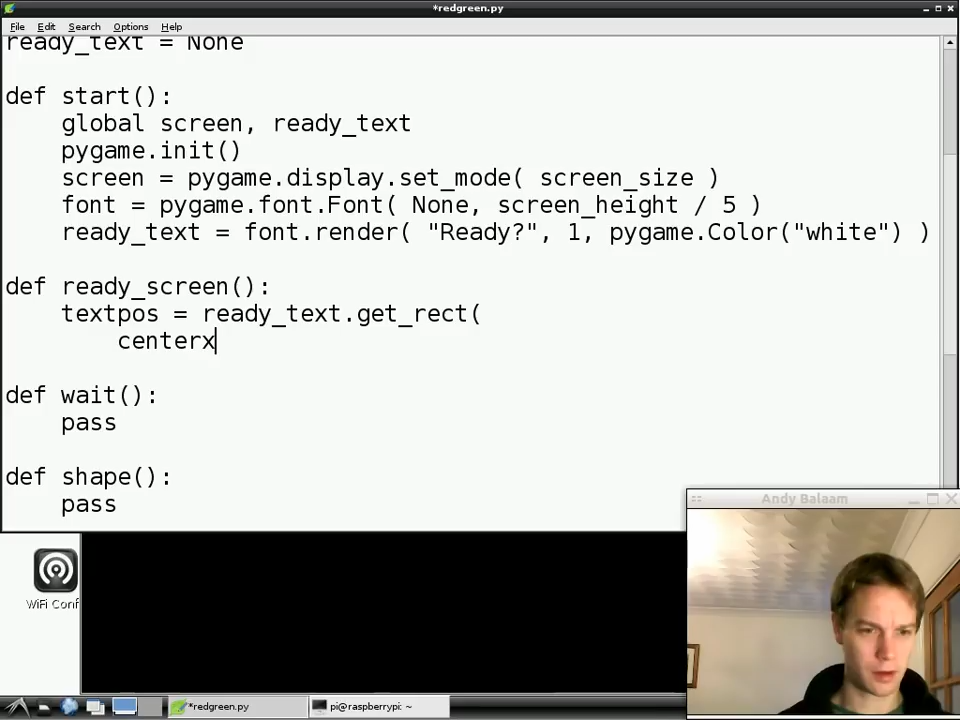 *redgreen.py
File Edit Search Options Help
ready_text = None
def start():
    global screen, ready_text
    pygame.init()
    screen = pygame.display.set_mode( screen_size )
    font = pygame.font.Font( None, screen_height / 5 )
    ready_text = font.render( "Ready?", 1, pygame.Color("white") )
def ready_screen():
    textpos = ready_text.get_rect(
        centerx
def wait():
    pass
def shape():
    pass
Andy Balaam
WiFi Conf
*redgreen.py
pi@raspberrypi: ~